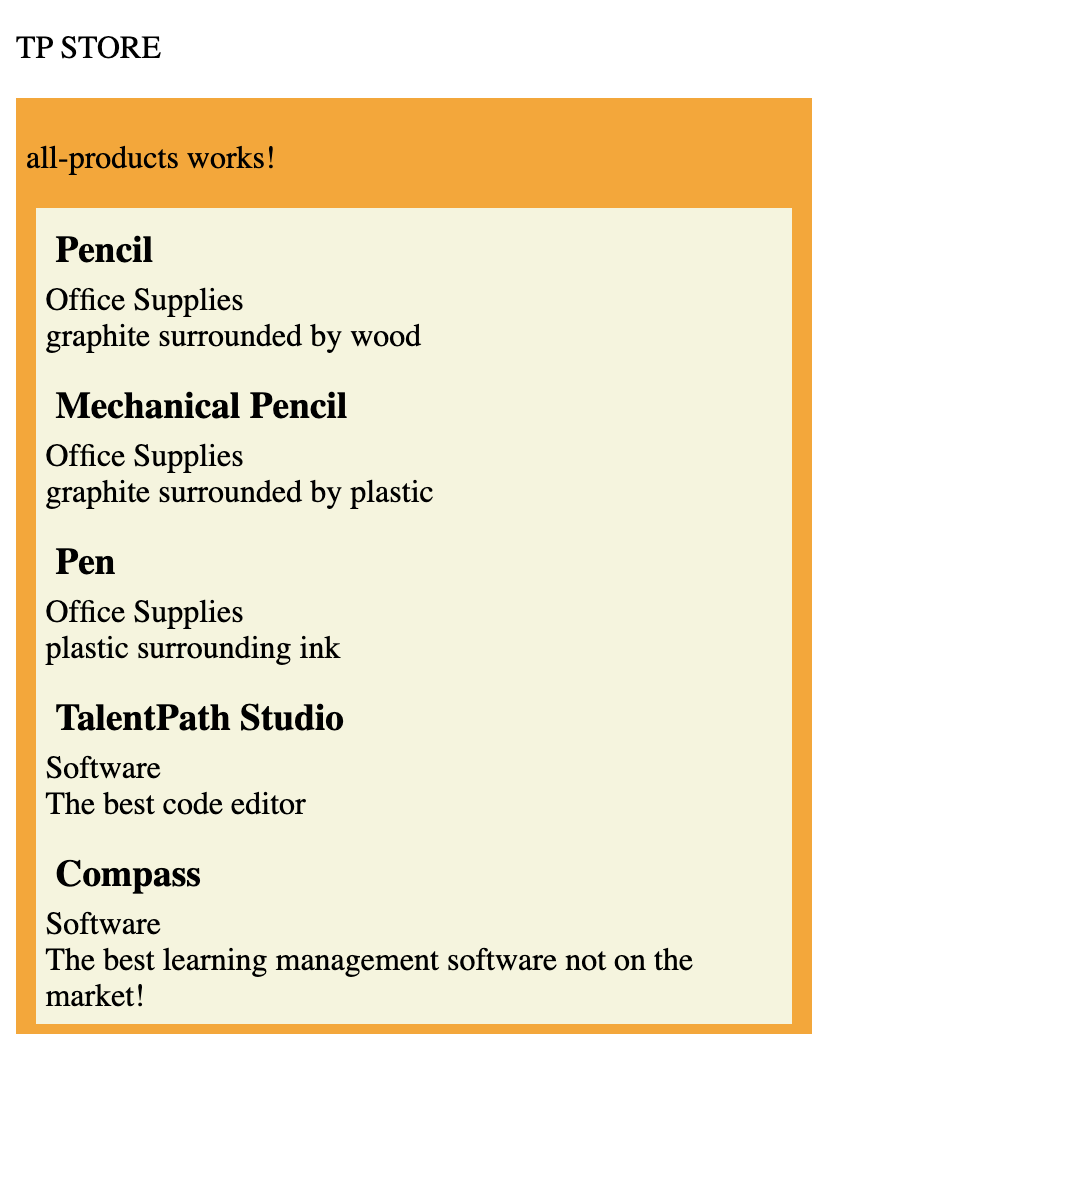 TP STORE
all-products works!
Pencil
Office Supplies
graphite surrounded by wood
Mechanical Pencil
Office Supplies
graphite surrounded by plastic
Pen
Office Supplies
plastic surrounding ink
TalentPath Studio
Software
The best code editor
Compass
Software
The best learning management software not on the
market!